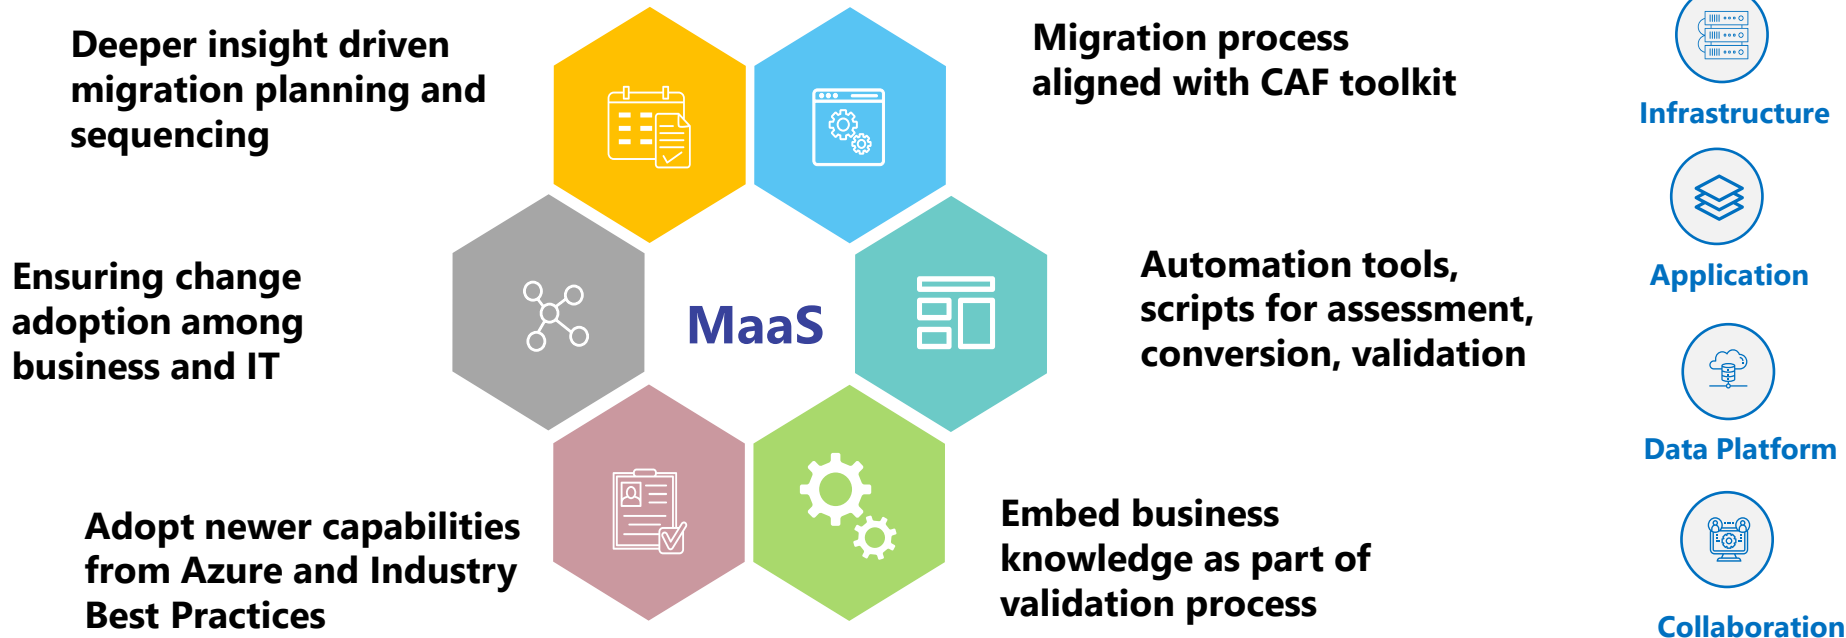 Deeper insight driven
migration planning and
sequencing
Migration process
aligned with CAF toolkit
Ensuring change
adoption among
business and IT
MaaS
Automation tools,
scripts for assessment,
conversion, validation
Adopt newer capabilities
from Azure and Industry
Best Practices
Embed business
knowledge as part of
validation process
Infrastructure
Application
Data Platform
Collaboration